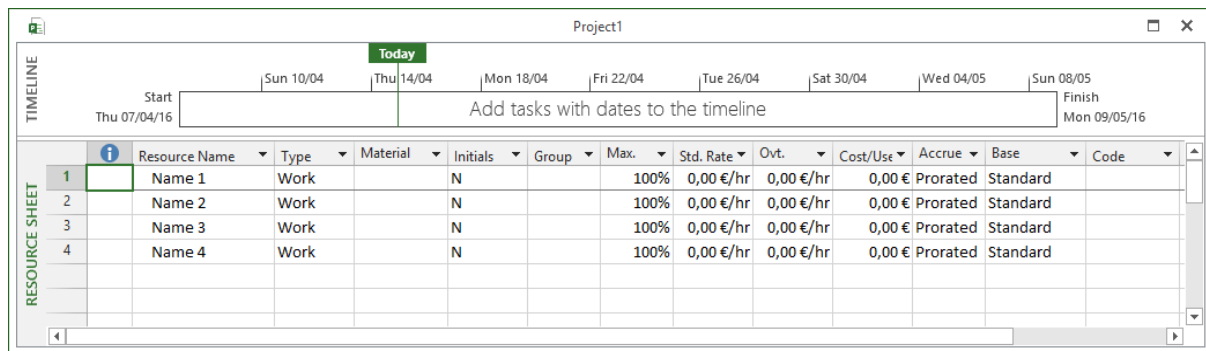 Project1
TIMELINE
Today
Sun 10/04 Thu 14/04 Mon 18/04 Fri 22/04 Tue 26/04 Sat 30/04 Wed 04/05 Sun 08/05
Start
Thu 07/04/16
Add tasks with dates to the timeline
Finish
Mon 09/05/16
RESOURCE SHEET
Resource Name Type Material Initials Group Max. Std. Rate Ovt. Cost/Use Accrue Base Code
1 Name 1 Work N 100% 0,00 €/hr 0,00 €/hr 0,00 € Prorated Standard
2 Name 2 Work N 100% 0,00 €/hr 0,00 €/hr 0,00 € Prorated Standard
3 Name 3 Work N 100% 0,00 €/hr 0,00 €/hr 0,00 € Prorated Standard
4 Name 4 Work N 100% 0,00 €/hr 0,00 €/hr 0,00 € Prorated Standard